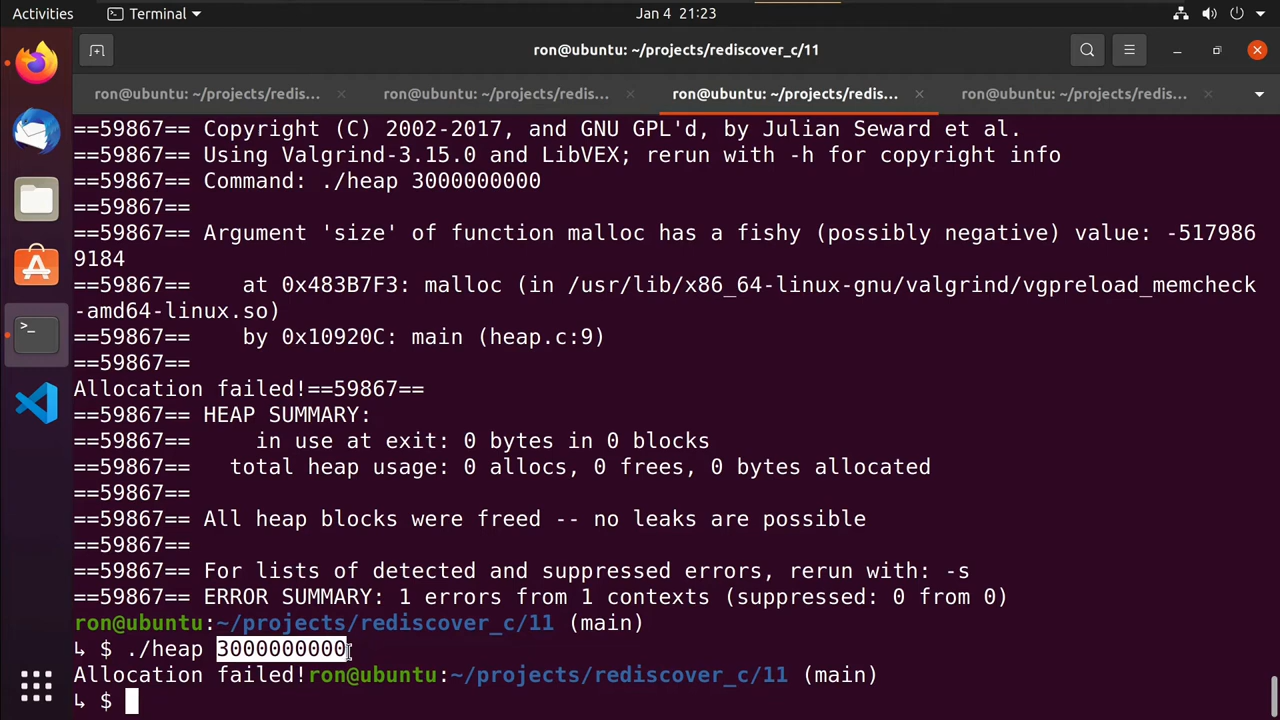 Activities
Terminal
Jan 4 21:23
ron@ubuntu: ~/projects/rediscover_c/11
ron@ubuntu: ~/projects/redis...
ron@ubuntu: ~/projects/redis...
ron@ubuntu: ~/projects/redis...
ron@ubuntu: ~/projects/redis...
==59867== Copyright (C) 2002-2017, and GNU GPL'd, by Julian Seward et al.
==59867== Using Valgrind-3.15.0 and LibVEX; rerun with -h for copyright info
==59867== Command: ./heap 3000000000
==59867==
==59867== Argument 'size' of function malloc has a fishy (possibly negative) value: -517986
9184
==59867==    at 0x483B7F3: malloc (in /usr/lib/x86_64-linux-gnu/valgrind/vgpreload_memcheck
-amd64-linux.so)
==59867==    by 0x10920C: main (heap.c:9)
==59867==
Allocation failed!==59867==
==59867== HEAP SUMMARY:
==59867==     in use at exit: 0 bytes in 0 blocks
==59867==   total heap usage: 0 allocs, 0 frees, 0 bytes allocated
==59867==
==59867== All heap blocks were freed -- no leaks are possible
==59867==
==59867== For lists of detected and suppressed errors, rerun with: -s
==59867== ERROR SUMMARY: 1 errors from 1 contexts (suppressed: 0 from 0)
ron@ubuntu:~/projects/rediscover_c/11 (main)
↳ $ ./heap 3000000000
Allocation failed!ron@ubuntu:~/projects/rediscover_c/11 (main)
↳ $